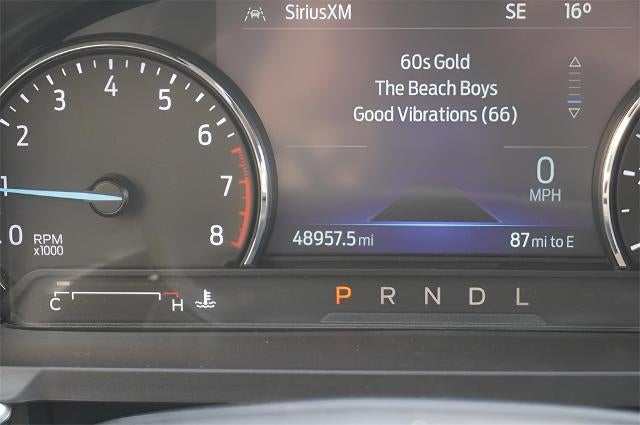 SiriusXM SE 16°
60s Gold
The Beach Boys
Good Vibrations (66)
0 1 2 3 4 5 6 7 8
RPM
x1000
0
MPH
48957.5 mi 87 mi to E
C H P R N D L